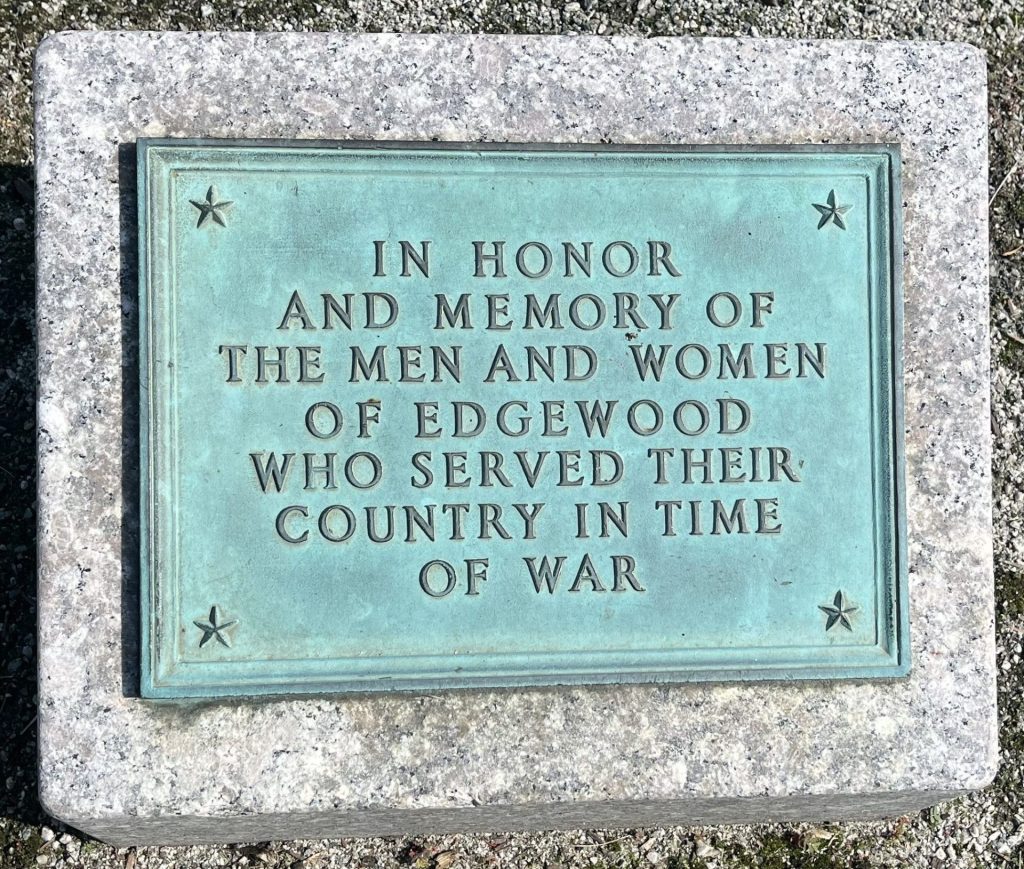 IN HONOR
AND MEMORY OF
THE MEN AND WOMEN
OF EDGEWOOD
WHO SERVED THEIR
COUNTRY IN TIME
OF WAR